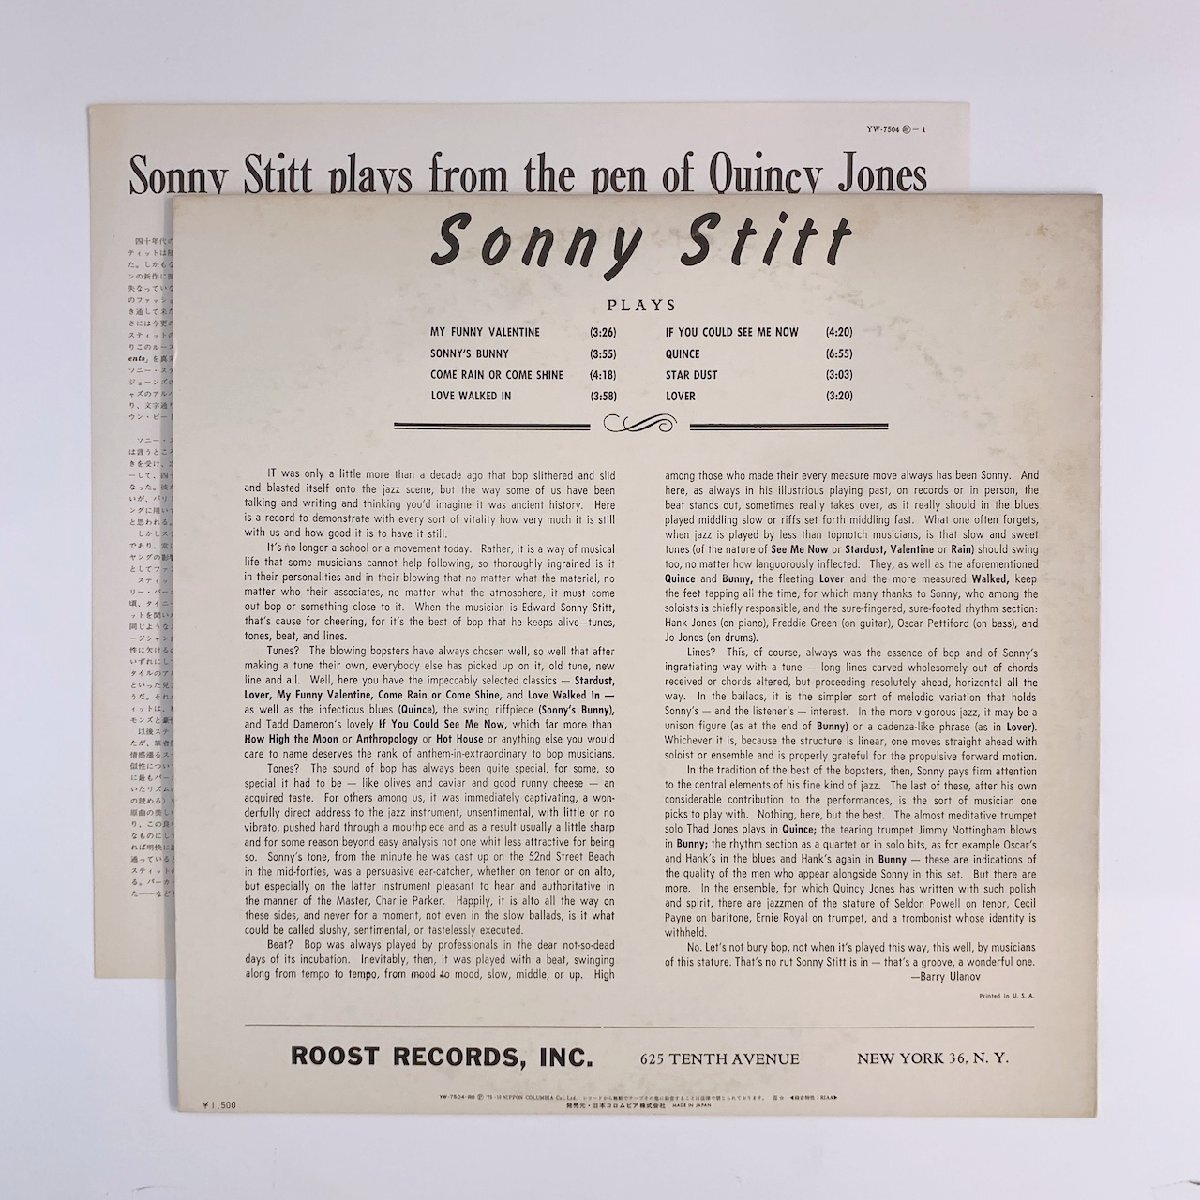 YW-7504
Sonny Stitt plays from the pen of Quincy Jones
Sonny Stitt
PLAYS
MY FUNNY VALENTINE (3:26)
SONNY'S BUNNY (3:55)
COME RAIN OR COME SHINE (4:18)
LOVE WALKED IN (3:58)
IF YOU COULD SEE ME NOW (4:20)
QUINCE (6:55)
STAR DUST (3:03)
LOVER (3:20)
IT was only a little more than a decade ago that bop slithered and slid
and blasted itself onto the jazz scene, but the way some of us have been
talking and writing and thinking you'd imagine it was ancient history. Here
is a record to demonstrate with every sort of vitality how very much it is still
with us and how good it is to have it still.
It's no longer a school or a movement today. Rather, it is a way of musical
life that some musicians cannot help following, so thoroughly ingrained is it
in their personalities and in their blowing that no matter what the material, no
matter who their associates, no matter what the atmosphere, it must come
out bop or something close to it. When the musician is Edward Sonny Stitt,
that's cause for cheering, for it's the best of bop that he keeps alive—tunes,
tones, beat, and lines.
Tunes? The blowing bopsters have always chosen well, so well that after
making a tune their own, everybody else has picked up on it, old tune, new
line and all. Well, here you have the impeccably selected classics — Stardust,
Lover, My Funny Valentine, Come Rain or Come Shine, and Love Walked In —
as well as the infectious blues (Quince), the swing riffpiece (Sonny's Bunny),
and Tadd Dameron's lovely If You Could See Me Now, which far more than
How High the Moon or Anthropology or Hot House or anything else you would
care to name deserves the rank of anthem-in-extraordinary to bop musicians.
Tones? The sound of bop has always been quite special, for some, so
special it had to be — like olives and caviar and good runny cheese — an
acquired taste. For others among us, it was immediately captivating, a won-
derfully direct address to the jazz instrument, unsentimental, with little or no
vibrato, pushed hard through a mouthpiece and as a result usually a little sharp
and for some reason beyond easy analysis not one whit less attractive for being
so. Sonny's tone, from the minute he was cast up on the 52nd Street Beach
in the mid-forties, was a persuasive ear-catcher, whether on tenor or on alto,
but especially on the latter instrument pleasant to hear and authoritative in
the manner of the Master, Charlie Parker. Happily, it is alto all the way on
these sides, and never for a moment, not even in the slow ballads, is it what
could be called slushy, sentimental, or tastelessly executed.
Beat? Bop was always played by professionals in the dear not-so-dead
days of its incubation. Inevitably, then, it was played with a beat, swinging
along from tempo to tempo, from mood to mood, slow, middle, or up. High
among those who made their every measure move always has been Sonny. And
here, as always in his illustrious playing past, on records or in person, the
beat stands out, sometimes really takes over, as it really should in the blues
played middling slow or riffs set forth middling fast. What one often forgets,
when jazz is played by less than topnotch musicians, is that slow and sweet
tunes (of the nature of See Me Now or Stardust, Valentine or Rain) should swing
too, no matter how languorously inflected. They, as well as the aforementioned
Quince and Bunny, the fleeting Lover and the more measured Walked, keep
the feet tapping all the time, for which many thanks to Sonny, who among the
soloists is chiefly responsible, and the sure-fingered, sure-footed rhythm section:
Hank Jones (on piano), Freddie Green (on guitar), Oscar Pettiford (on bass), and
Jo Jones (on drums).
Lines? This, of course, always was the essence of bop and of Sonny's
ingratiating way with a tune — long lines carved wholesomely out of chords
received or chords altered, but proceeding resolutely ahead, horizontal all the
way. In the ballads, it is the simpler sort of melodic variation that holds
Sonny's — and the listener's — interest. In the more vigorous jazz, it may be a
unison figure (as at the end of Bunny) or a cadenza-like phrase (as in Lover).
Whichever it is, because the structure is linear, one moves straight ahead with
soloist or ensemble and is properly grateful for the propulsive forward motion.
In the tradition of the best of the bopsters, then, Sonny pays firm attention
to the central elements of his fine kind of jazz. The last of these, after his own
considerable contribution to the performances, is the sort of musician one
picks to play with. Nothing, here, but the best. The almost meditative trumpet
solo Thad Jones plays in Quince; the tearing trumpet Jimmy Nottingham blows
in Bunny; the rhythm section as a quartet or in solo bits, as for example Oscar's
and Hank's in the blues and Hank's again in Bunny — these are indications of
the quality of the men who appear alongside Sonny in this set. But there are
more. In the ensemble, for which Quincy Jones has written with such polish
and spirit, there are jazzmen of the stature of Seldon Powell on tenor, Cecil
Payne on baritone, Ernie Royal on trumpet, and a trombonist whose identity is
withheld.
No. Let's not bury bop, not when it's played this way, this well, by musicians
of this stature. That's no rut Sonny Stitt is in — that's a groove, a wonderful one.
—Barry Ulanov
Printed in U. S. A.
ROOST RECORDS, INC. 625 TENTH AVENUE NEW YORK 36, N. Y.
NIPPON COLUMBIA Co., Ltd.
発売元・日本コロムビア株式会社 MADE IN JAPAN
¥1,500